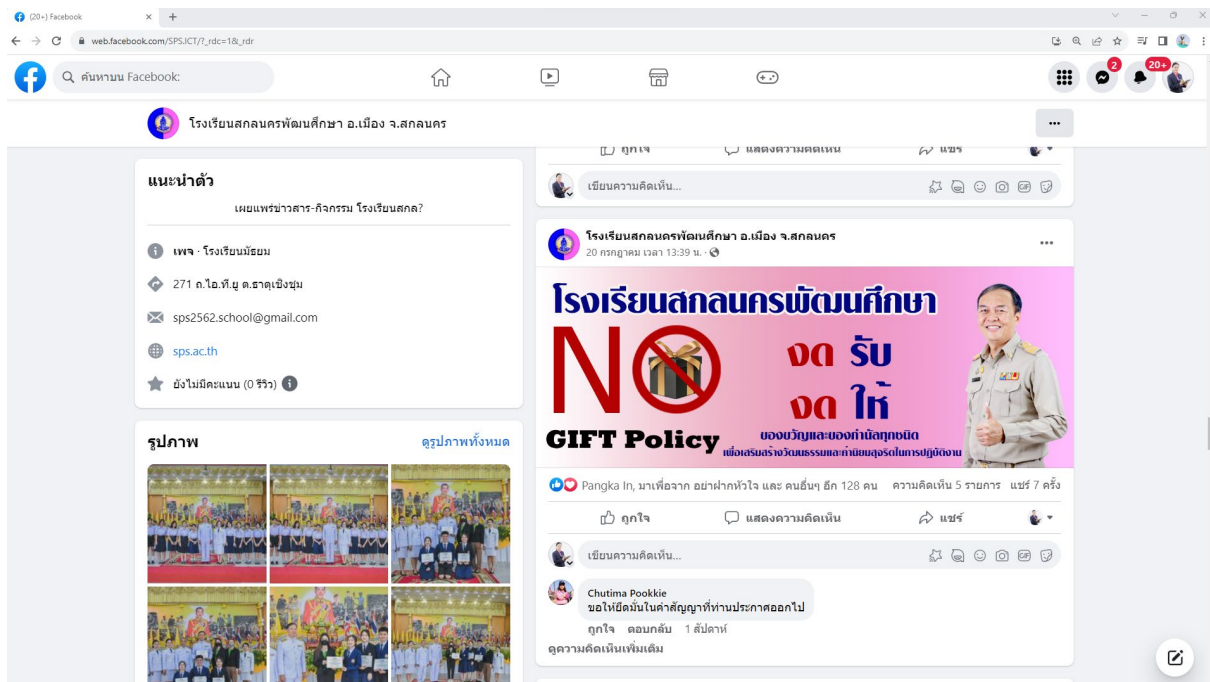 (20+) Facebook
web.facebook.com/SPS.ICT/?_rdc=1&_rdr
ค้นหาบน Facebook:
2
20+
โรงเรียนสกลนครพัฒนศึกษา อ.เมือง จ.สกลนคร
แนะนำตัว
เผยแพร่ข่าวสาร-กิจกรรม โรงเรียนสกล?
เพจ · โรงเรียนมัธยม
271 ถ.ไอ.ที.ยู ต.ธาตุเชิงชุม
sps2562.school@gmail.com
sps.ac.th
ยังไม่มีคะแนน (0 รีวิว)
รูปภาพ
ดูรูปภาพทั้งหมด
ถูกใจ แสดงความคิดเห็น แชร์
เขียนความคิดเห็น...
GIF
โรงเรียนสกลนครพัฒนศึกษา อ.เมือง จ.สกลนคร
20 กรกฎาคม เวลา 13:39 น. ·
โรงเรียนสกลนครพัฒนศึกษา
NO
งด รับ
งด ให้
GIFT Policy
ของขวัญและของกำนัลทุกชนิด
เพื่อเสริมสร้างวัฒนธรรมและค่านิยมสุจริตในการปฏิบัติงาน
Pangka In, มาเพื่อจาก อย่าฝากหัวใจ และ คนอื่นๆ อีก 128 คน ความคิดเห็น 5 รายการ แชร์ 7 ครั้ง
ถูกใจ แสดงความคิดเห็น แชร์
เขียนความคิดเห็น...
GIF
Chutima Pookkie
ขอให้ยึดมั่นในคำสัญญาที่ท่านประกาศออกไป
ถูกใจ ตอบกลับ 1 สัปดาห์
ดูความคิดเห็นเพิ่มเติม